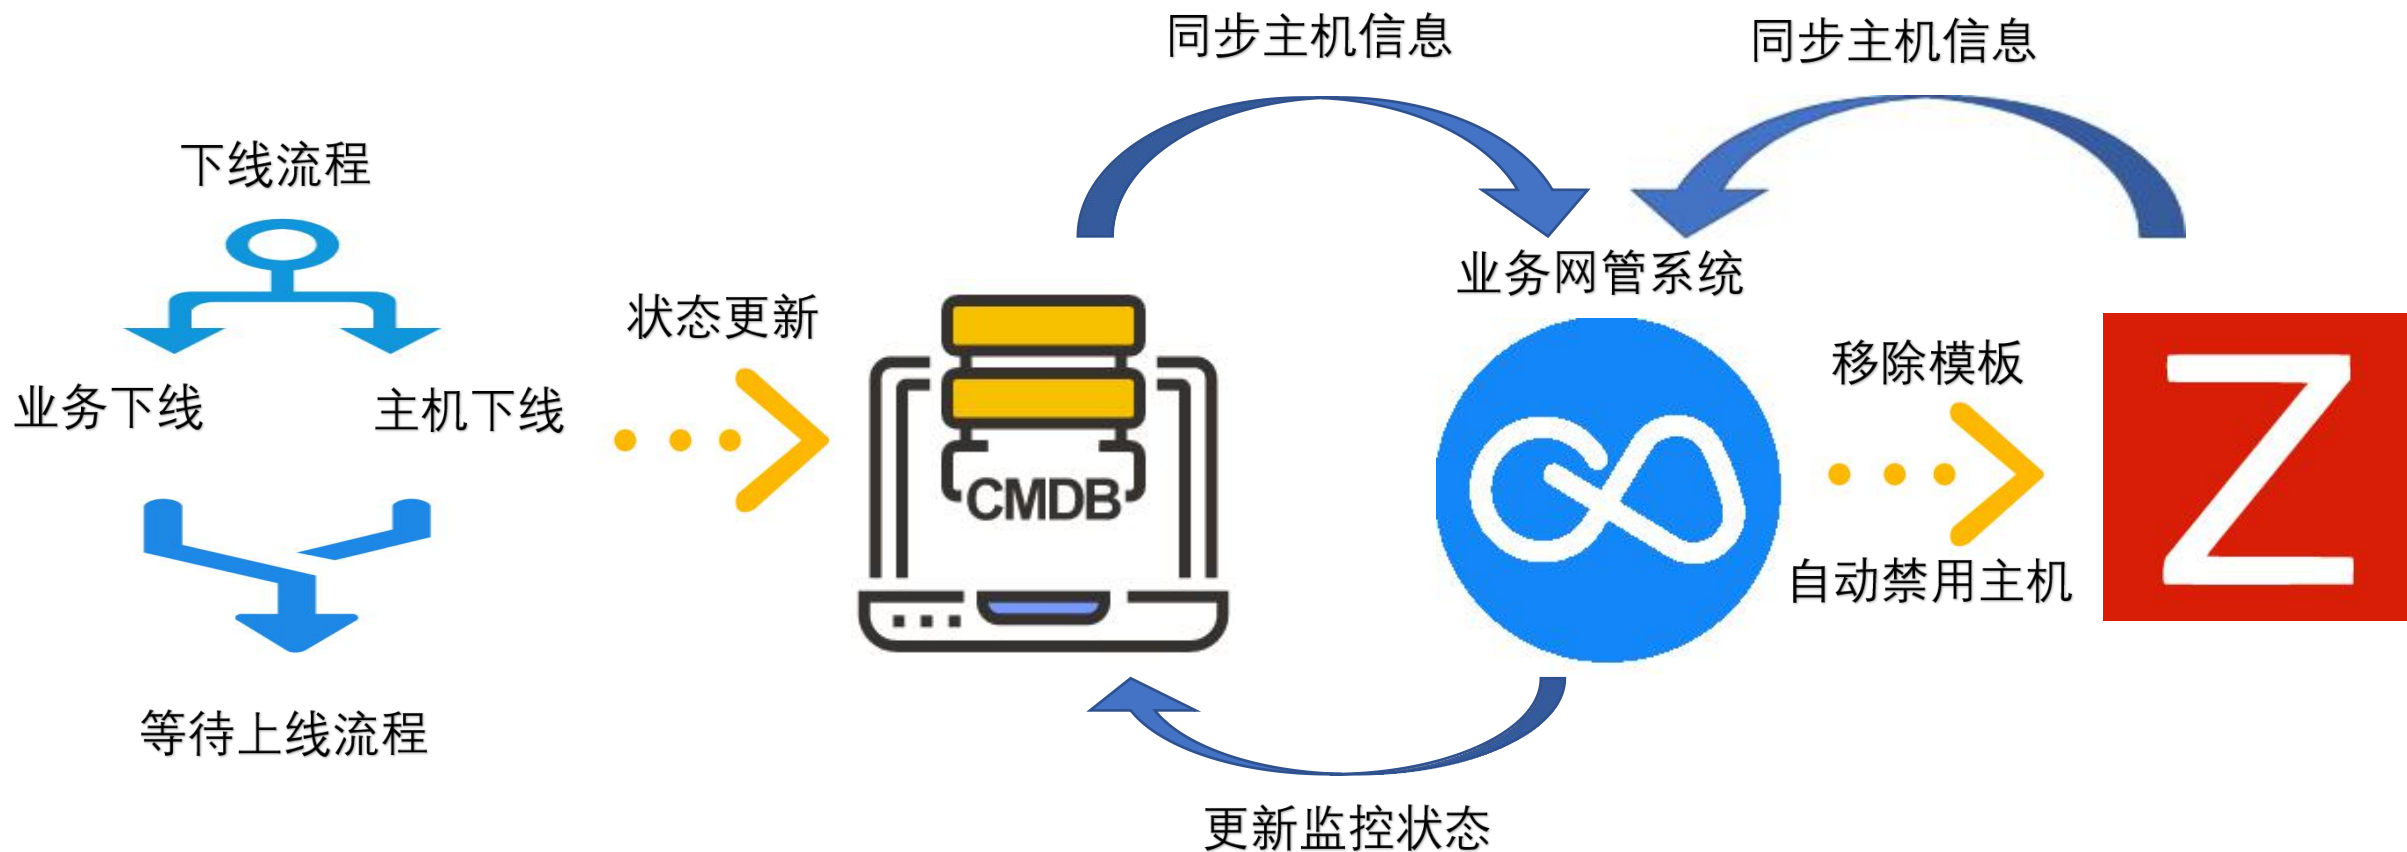 同步主机信息
同步主机信息
下线流程
业务网管系统
状态更新
移除模板
业务下线
主机下线
CMDB
Z
自动禁用主机
等待上线流程
更新监控状态